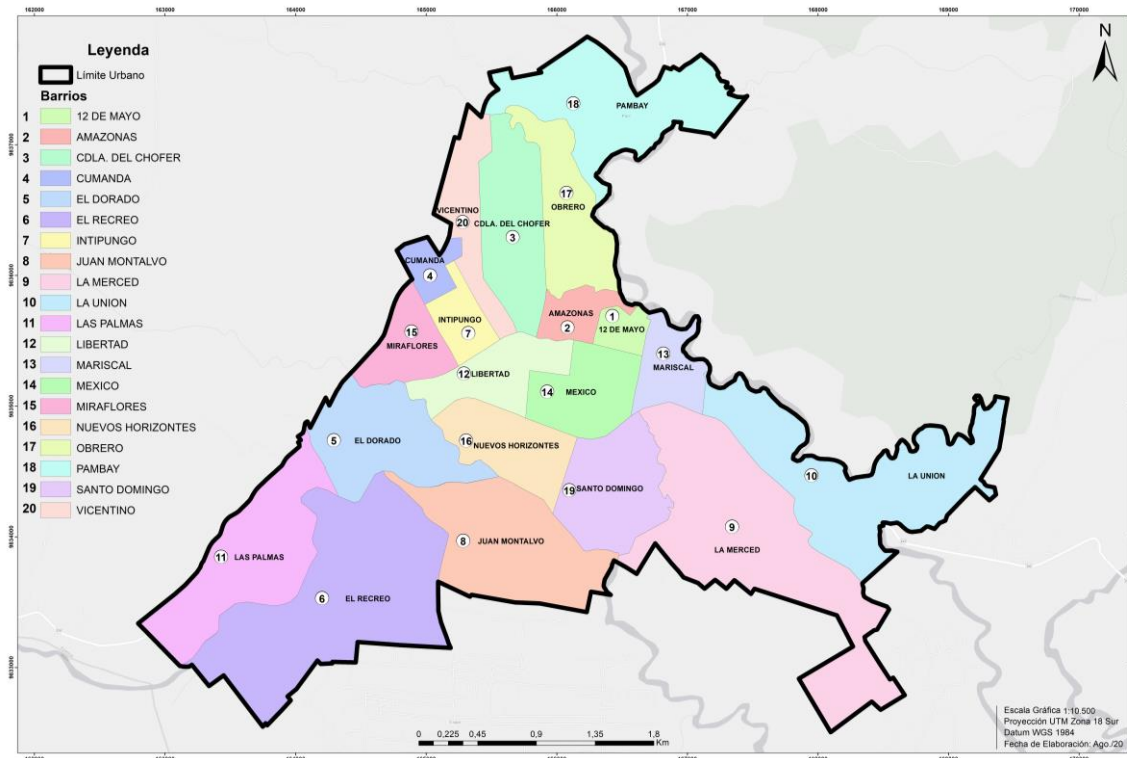 162000 163000 164000 165000 166000 167000 168000 169000 170000
N
Leyenda
Límite Urbano
Barrios
1 12 DE MAYO
2 AMAZONAS
3 CDLA. DEL CHOFER
4 CUMANDA
5 EL DORADO
6 EL RECREO
7 INTIPUNGO
8 JUAN MONTALVO
9 LA MERCED
10 LA UNION
11 LAS PALMAS
12 LIBERTAD
13 MARISCAL
14 MEXICO
15 MIRAFLORES
16 NUEVOS HORIZONTES
17 OBRERO
18 PAMBAY
19 SANTO DOMINGO
20 VICENTINO
18
PAMBAY
17
OBRERO
VICENTINO
20
CDLA. DEL CHOFER
3
CUMANDA
4
AMAZONAS
2
1
12 DE MAYO
INTIPUNGO
7
15
MIRAFLORES
13
MARISCAL
12 LIBERTAD
14 MEXICO
5 EL DORADO
16 NUEVOS HORIZONTES
10
LA UNION
19 SANTO DOMINGO
9
LA MERCED
8 JUAN MONTALVO
11 LAS PALMAS
6 EL RECREO
0 0,225 0,45 0,9 1,35 1,8
Km
Escala Gráfica 1:10.500
Proyección UTM Zona 18 Sur
Datum WGS 1984
Fecha de Elaboración: Ago./20